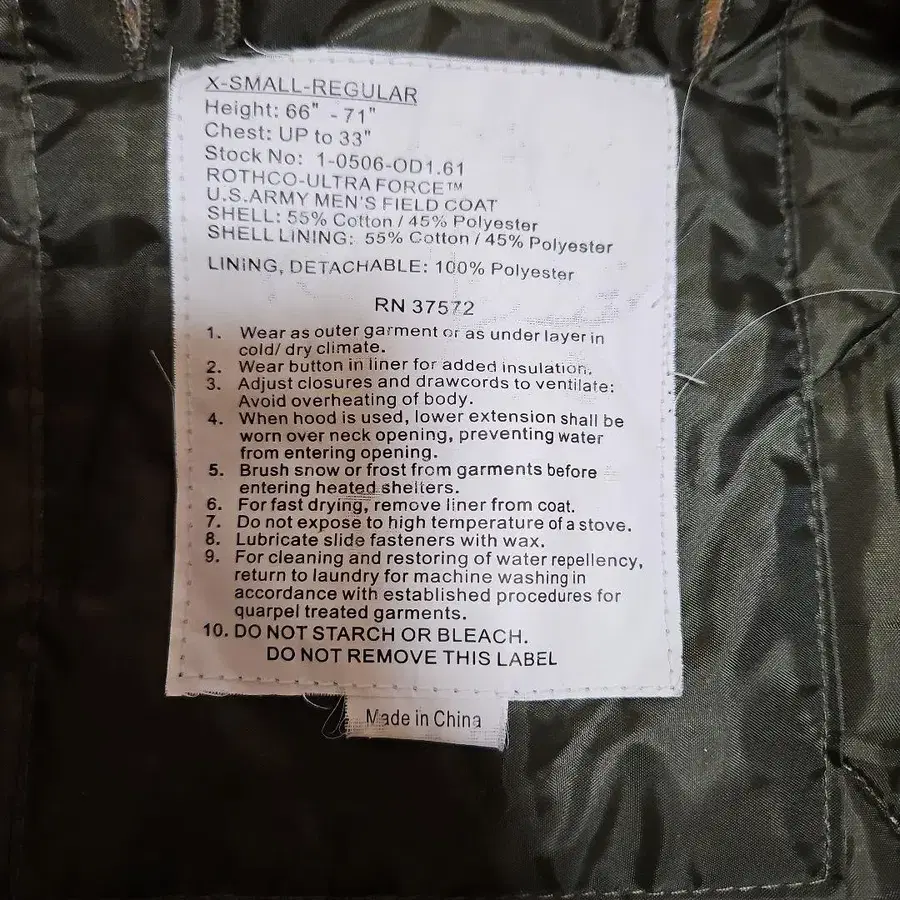 X-SMALL-REGULAR
Height: 66" - 71"
Chest: UP to 33"
Stock No: 1-0506-OD1.61
ROTHCO-ULTRA FORCE™
U.S.ARMY MEN'S FIELD COAT
SHELL: 55% Cotton / 45% Polyester
SHELL LINING: 55% Cotton / 45% Polyester
LINING, DETACHABLE: 100% Polyester
RN 37572
1. Wear as outer garment or as under layer in
cold/ dry climate.
2. Wear button in liner for added insulation.
3. Adjust closures and drawcords to ventilate:
Avoid overheating of body.
4. When hood is used, lower extension shall be
worn over neck opening, preventing water
from entering opening.
5. Brush snow or frost from garments before
entering heated shelters.
6. For fast drying, remove liner from coat.
7. Do not expose to high temperature of a stove.
8. Lubricate slide fasteners with wax.
9. For cleaning and restoring of water repellency,
return to laundry for machine washing in
accordance with established procedures for
quarpel treated garments.
10. DO NOT STARCH OR BLEACH.
DO NOT REMOVE THIS LABEL
Made in China